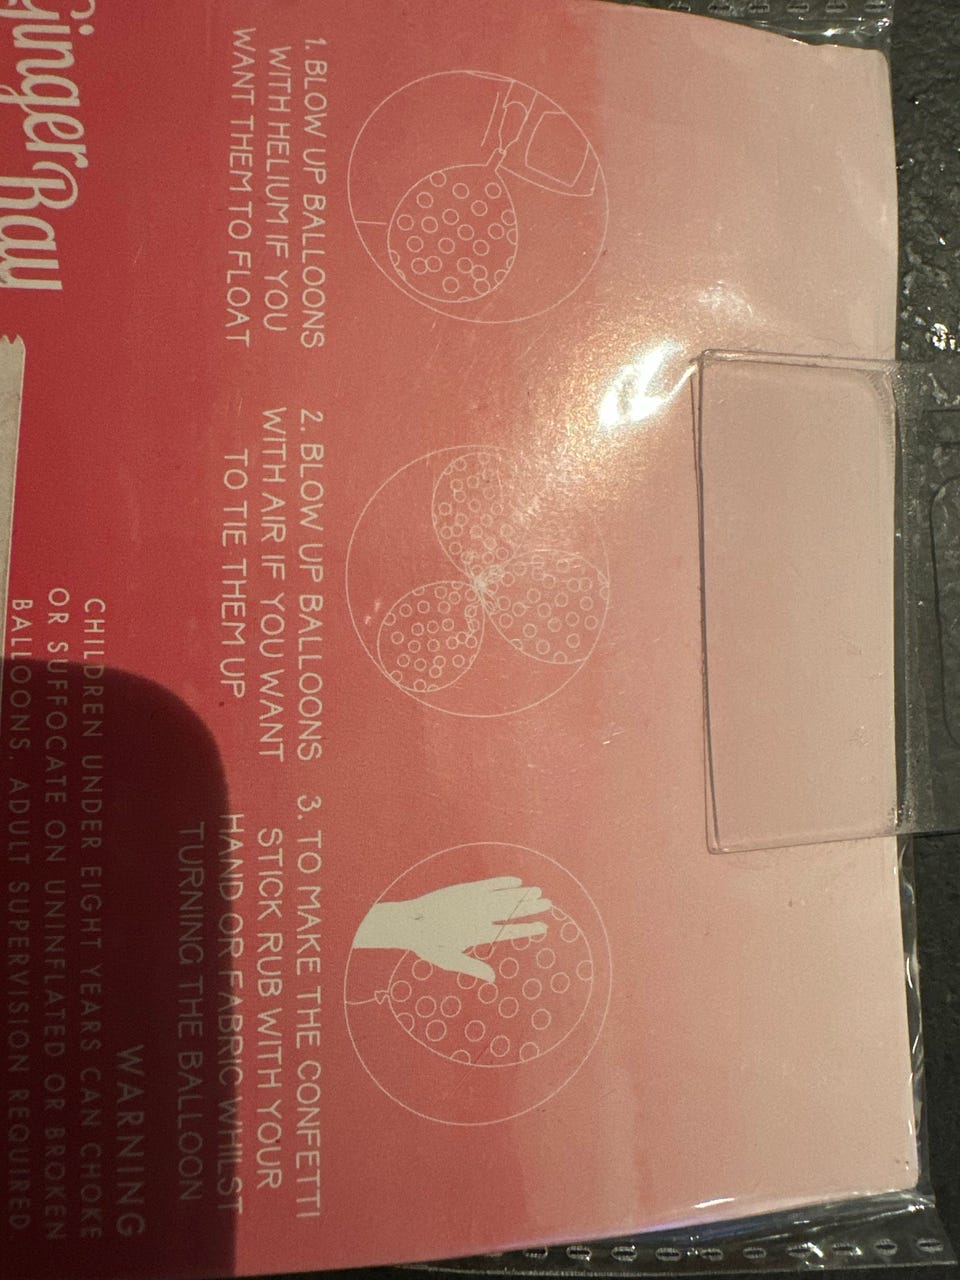 1. BLOW UP BALLOONS
WITH HELIUM IF YOU
WANT THEM TO FLOAT
2. BLOW UP BALLOONS
WITH AIR IF YOU WANT
TO TIE THEM UP
3. TO MAKE THE CONFETTI
STICK RUB WITH YOUR
HAND OR FABRIC WHILST
TURNING THE BALLOON
Ginger Ray
WARNING
CHILDREN UNDER EIGHT YEARS CAN CHOKE
OR SUFFOCATE ON UNINFLATED OR BROKEN
BALLOONS. ADULT SUPERVISION REQUIRED